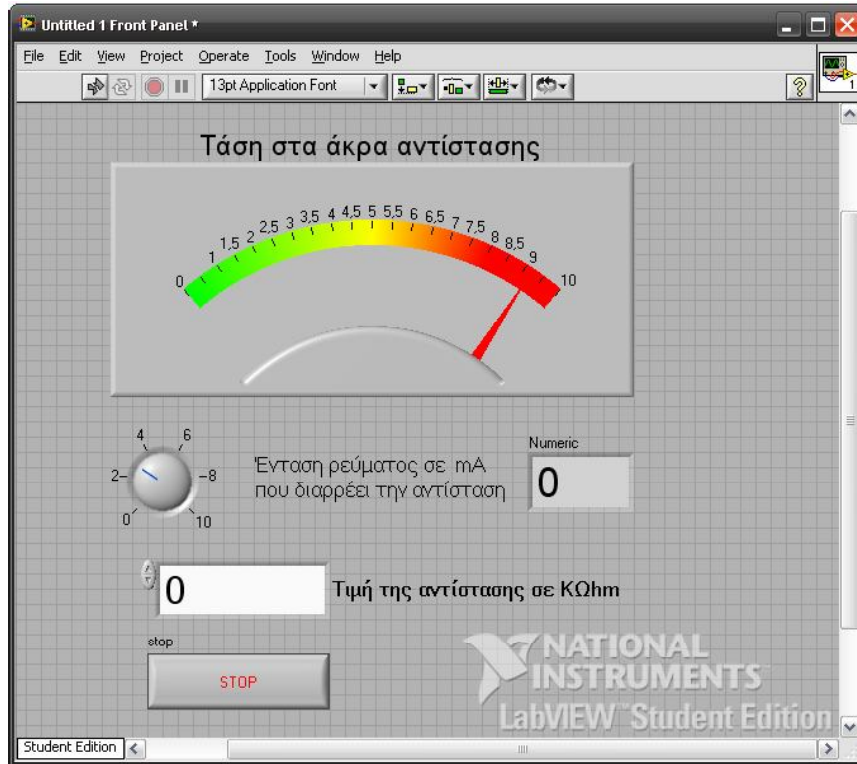 Untitled 1 Front Panel *
File Edit View Project Operate Tools Window Help
13pt Application Font
1
Τάση στα άκρα αντίστασης
0 1 1,5 2 2,5 3 3,5 4 4,5 5 5,5 6 6,5 7 7,5 8 8,5 9 10
0 2 4 6 8 10
Ένταση ρεύματος σε mA
που διαρρέει την αντίσταση
Numeric
0
0
Τιμή της αντίστασης σε KΩhm
stop
STOP
NATIONAL
INSTRUMENTS
LabVIEW™ Student Edition
Student Edition